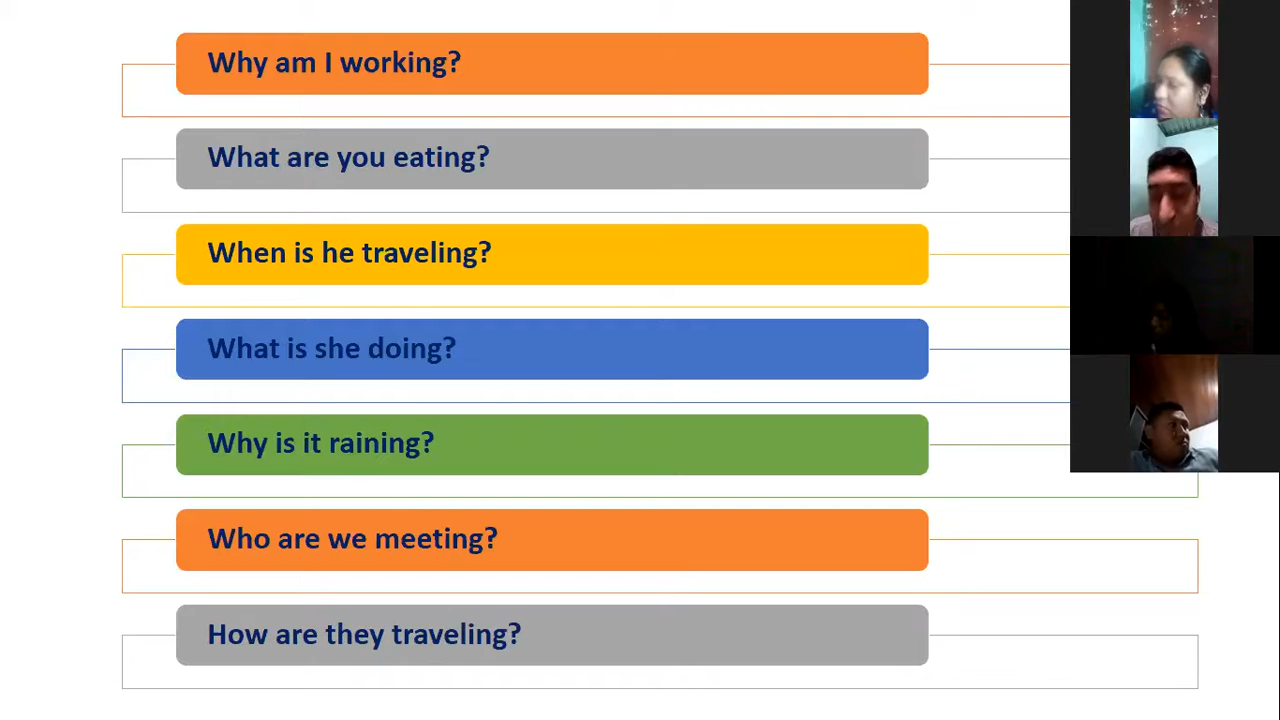 Why am I working?
What are you eating?
When is he traveling?
What is she doing?
Why is it raining?
Who are we meeting?
How are they traveling?